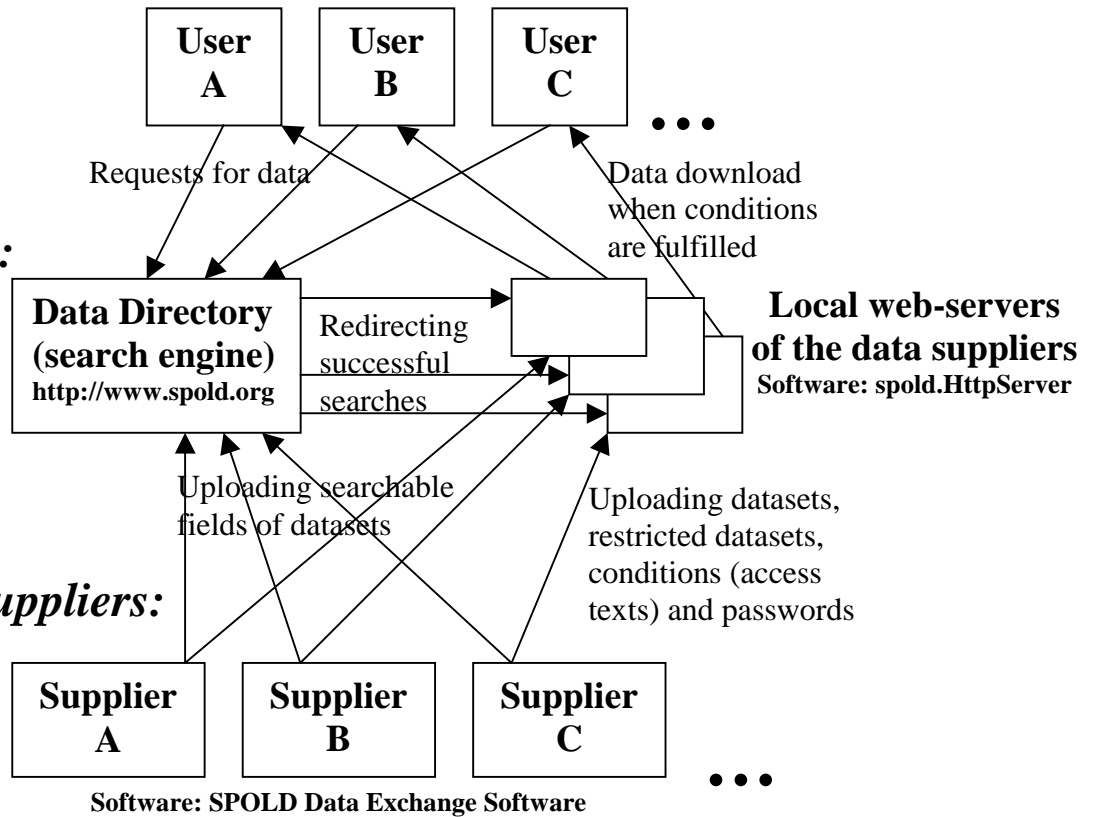 User
A
User
B
User
C
...
Requests for data
Data download
when conditions
are fulfilled
:
Data Directory
(search engine)
http://www.spold.org
Redirecting
successful
searches
Local web-servers
of the data suppliers
Software: spold.HttpServer
Uploading searchable
fields of datasets
Uploading datasets,
restricted datasets,
conditions (access
texts) and passwords
uppliers:
Supplier
A
Supplier
B
Supplier
C
...
Software: SPOLD Data Exchange Software